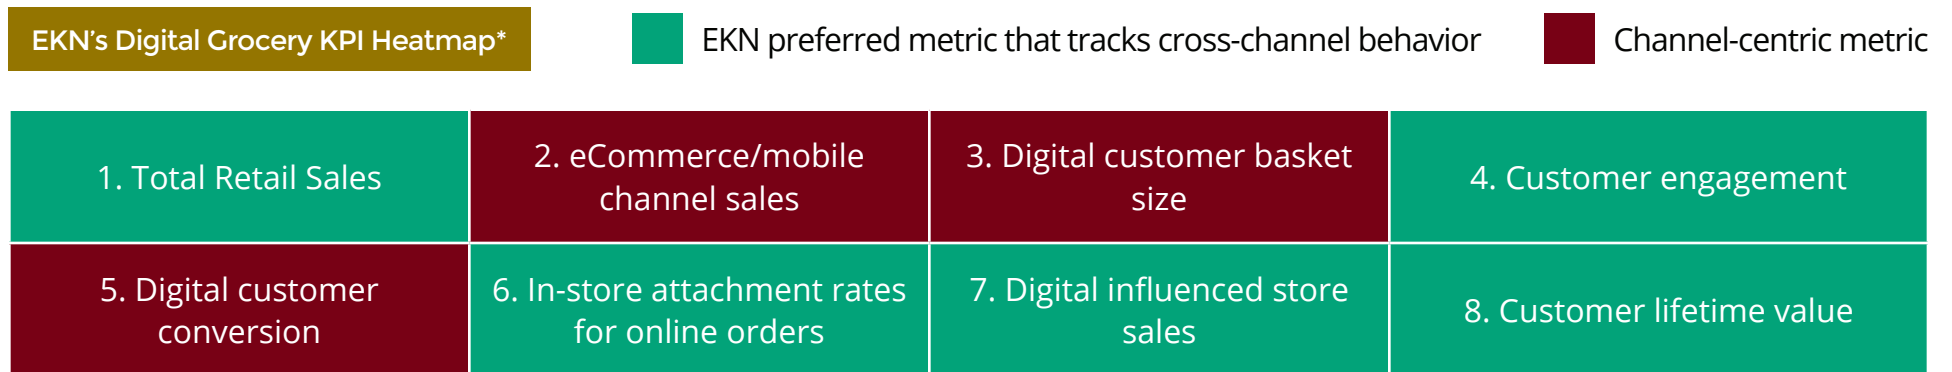 EKN's Digital Grocery KPI Heatmap*
EKN preferred metric that tracks cross-channel behavior
Channel-centric metric
1. Total Retail Sales
2. eCommerce/mobile
channel sales
3. Digital customer basket
size
4. Customer engagement
5. Digital customer
conversion
6. In-store attachment rates
for online orders
7. Digital influenced store
sales
8. Customer lifetime value